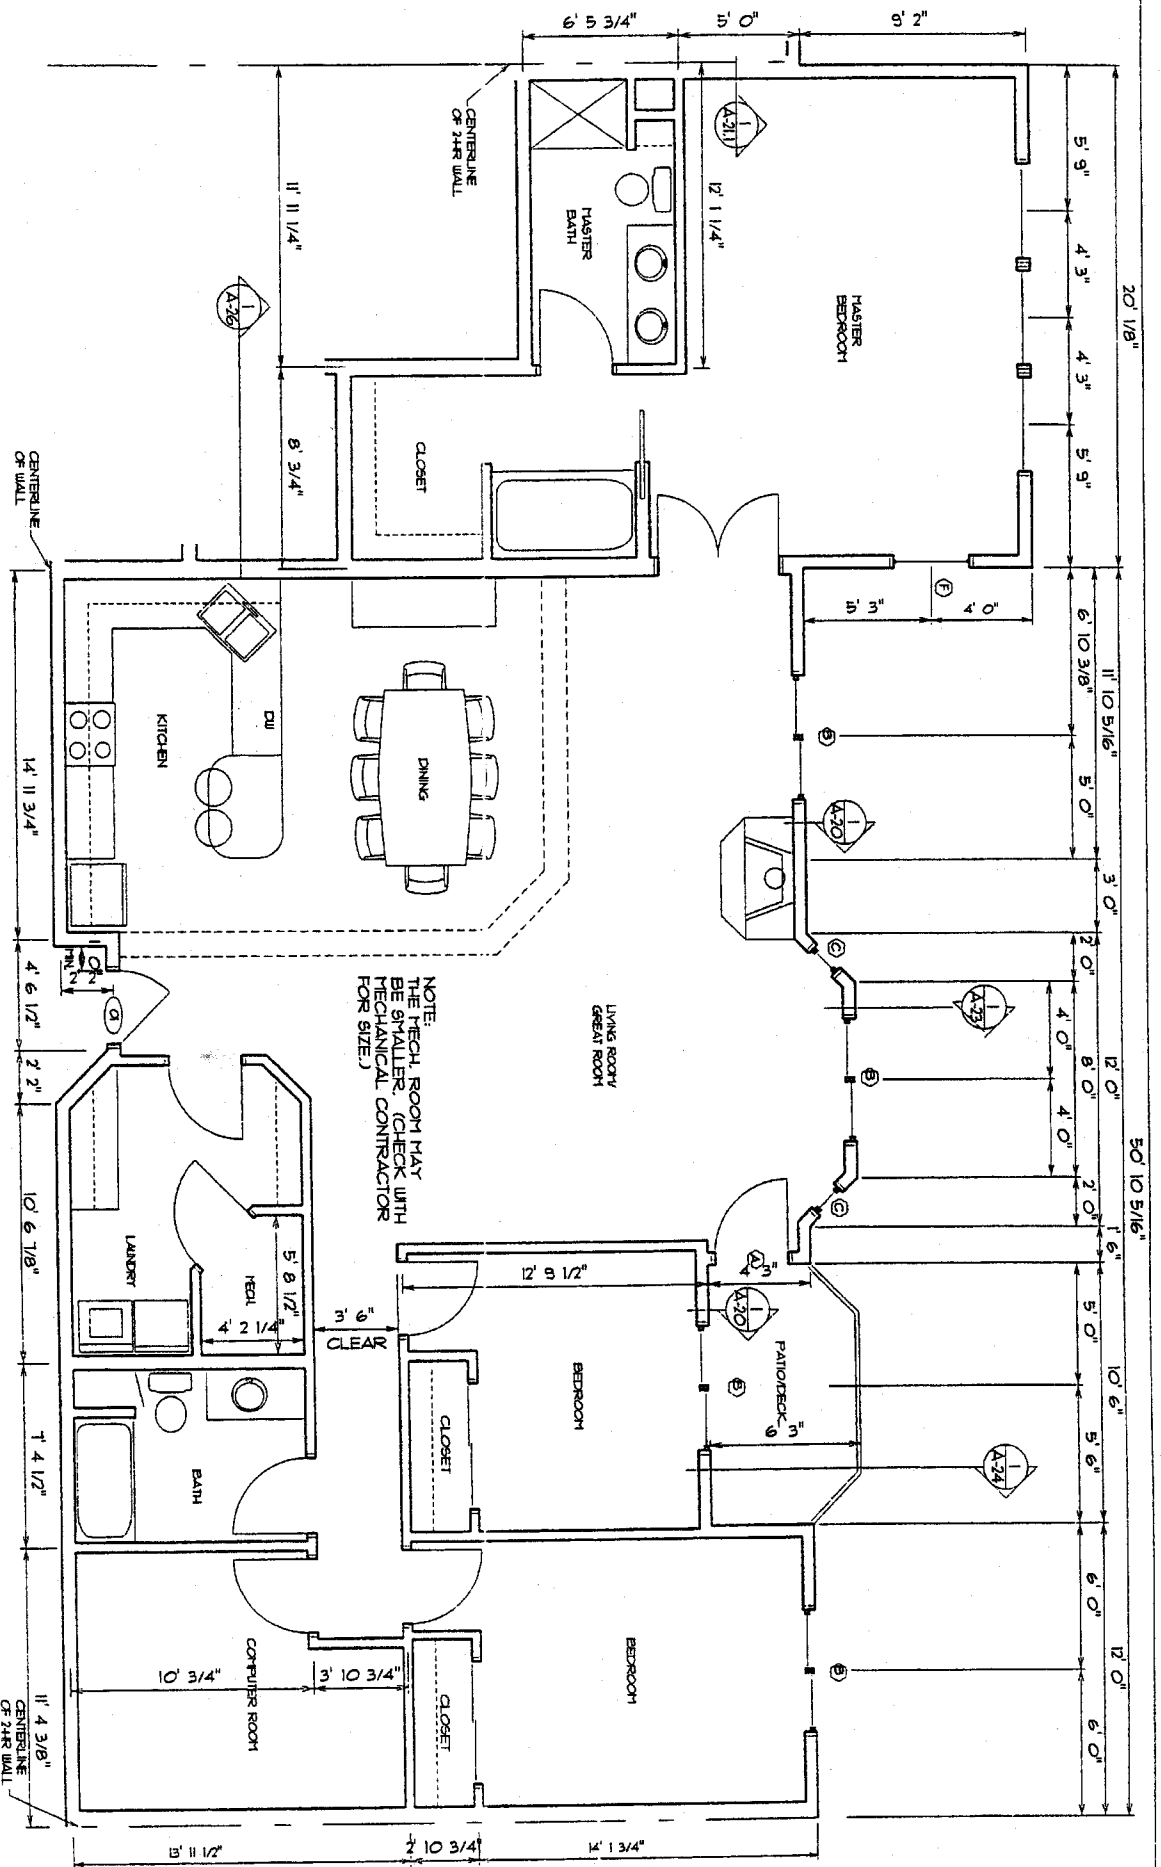 6' 5 3/4"
5' 0"
9' 2"
20' 1/8"
5' 9"
4' 3"
4' 3"
5' 9"
CENTERLINE
OF 2-HR WALL
1
A-21.1
12' 1 1/4"
11' 11 1/4"
MASTER
BATH
MASTER
BEDROOM
1
A-26
8' 3/4"
CLOSET
CENTERLINE
OF WALL
F
5' 3"
4' 0"
50' 10 5/16"
11' 10 5/16"
6' 10 3/8"
5' 0"
3' 0"
B
KITCHEN
DW
DINING
1
A-20
14' 11 3/4"
C
2' 0"
12' 0"
8' 0"
4' 0"
4' 0"
2' 0"
1
A-23
B
C
1' 6"
1' 0"
MIN.
2' 2"
a
4' 6 1/2"
2' 2"
NOTE:
THE MECH. ROOM MAY
BE SMALLER. (CHECK WITH
MECHANICAL CONTRACTOR
FOR SIZE.)
LIVING ROOM/
GREAT ROOM
10' 6 7/8"
LAUNDRY
MECH.
5' 8 1/2"
4' 2 1/4"
3' 6"
CLEAR
12' 9 1/2"
A
4' 3"
1
A-20
B
PATIO/DECK
6' 3"
10' 6"
5' 0"
5' 6"
1
A-24
BEDROOM
CLOSET
BATH
7' 4 1/2"
COMPUTER ROOM
10' 3/4"
3' 10 3/4"
CLOSET
BEDROOM
B
12' 0"
6' 0"
6' 0"
11' 4 3/8"
CENTERLINE
OF 2-HR WALL
13' 11 1/2"
2' 10 3/4"
14' 1 3/4"